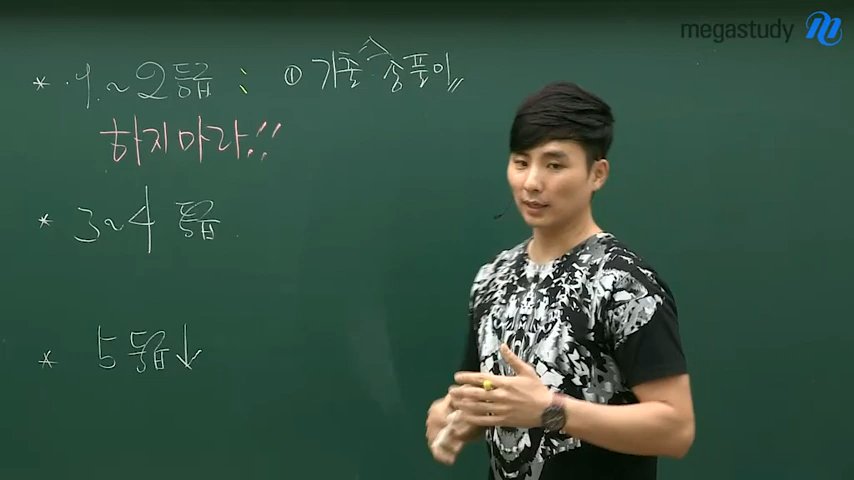 megastudy
* 1~2등급 : ① 기출^총풀이
하지마라!!
* 3~4 등급
* 5등급↓